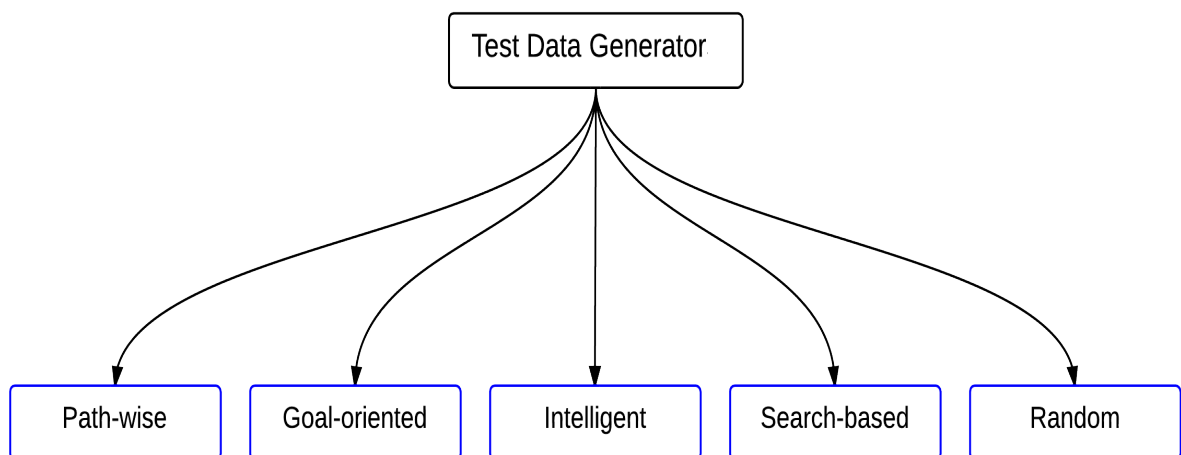 Test Data Generator
Path-wise
Goal-oriented
Intelligent
Search-based
Random